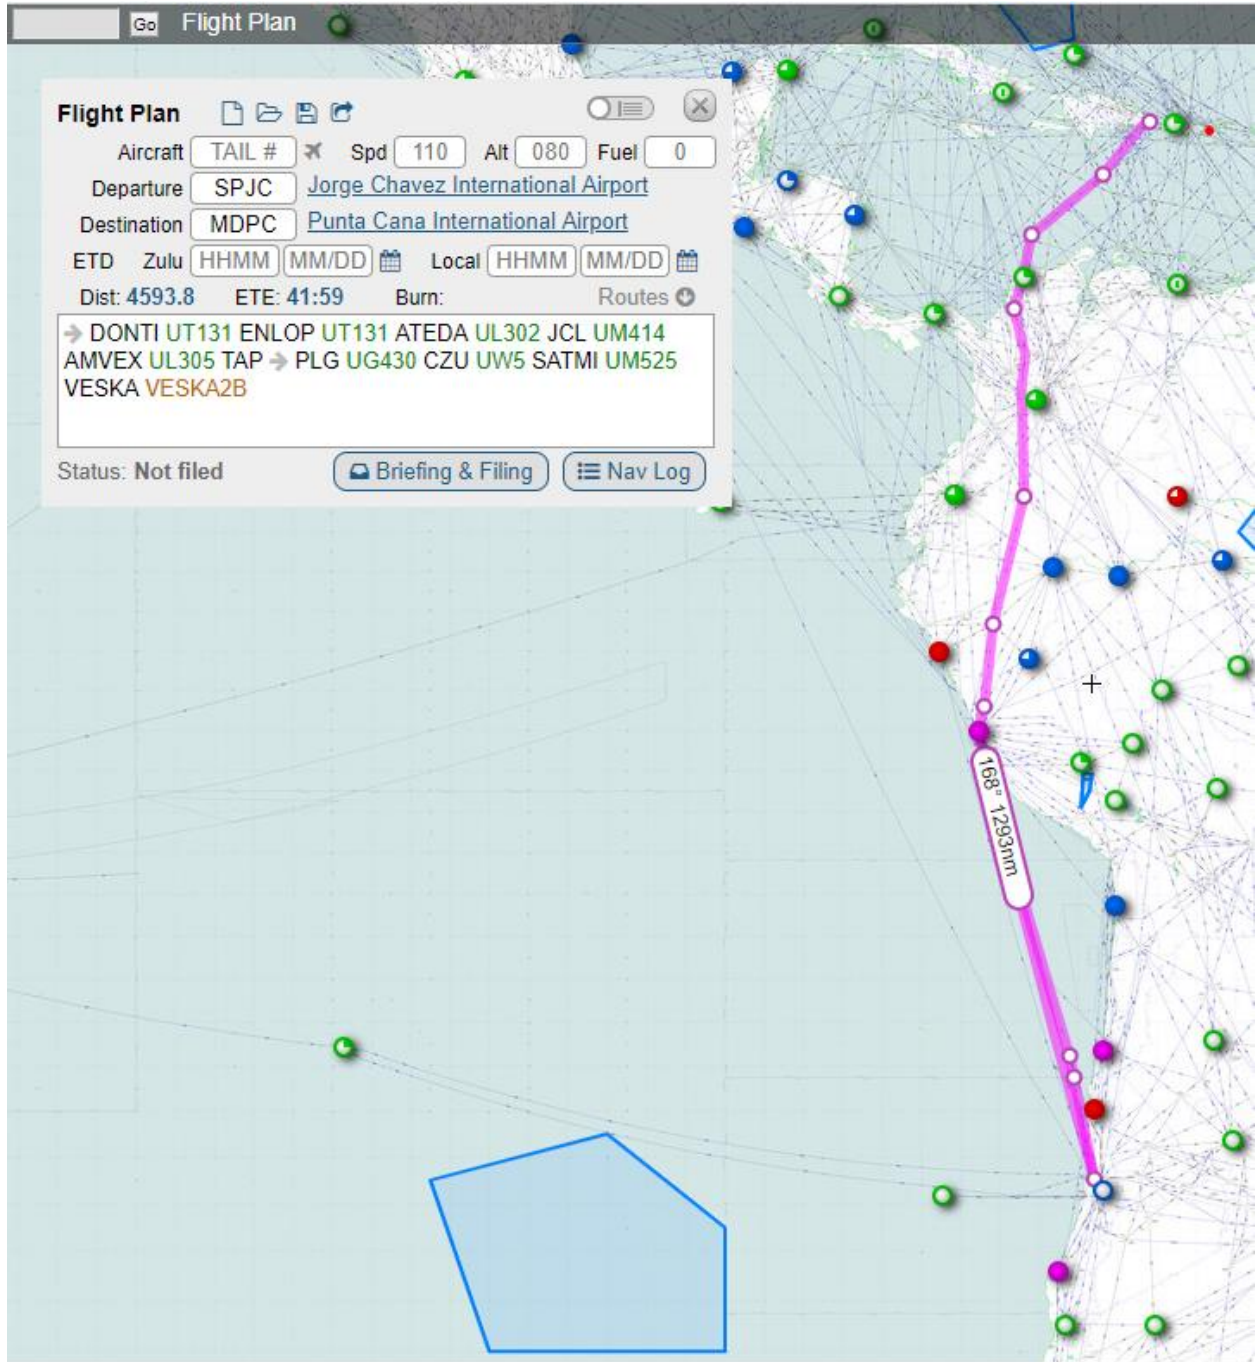 Go Flight Plan
Flight Plan
Aircraft TAIL # Spd 110 Alt 080 Fuel 0
Departure SPJC Jorge Chavez International Airport
Destination MDPC Punta Cana International Airport
ETD Zulu HHMM MM/DD Local HHMM MM/DD
Dist: 4593.8 ETE: 41:59 Burn: Routes
DONTI UT131 ENLOP UT131 ATEDA UL302 JCL UM414
AMVEX UL305 TAP PLG UG430 CZU UW5 SATMI UM525
VESKA VESKA2B
Status: Not filed Briefing & Filing Nav Log
168° 1293nm